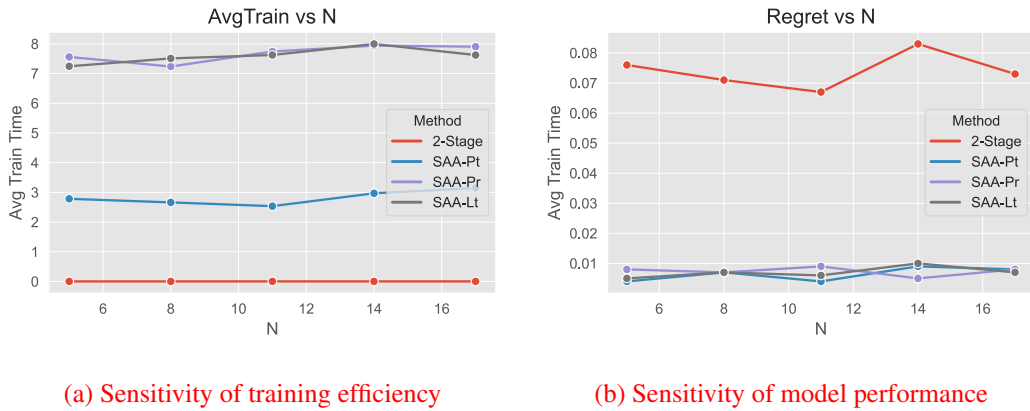 AvgTrain vs N
8
7
6
5
4
3
2
1
0
Avg Train Time
6 8 10 12 14 16
N
Method
2-Stage
SAA-Pt
SAA-Pr
SAA-Lt
(a) Sensitivity of training efficiency
Regret vs N
0.08
0.07
0.06
0.05
0.04
0.03
0.02
0.01
Avg Train Time
6 8 10 12 14 16
N
Method
2-Stage
SAA-Pt
SAA-Pr
SAA-Lt
(b) Sensitivity of model performance